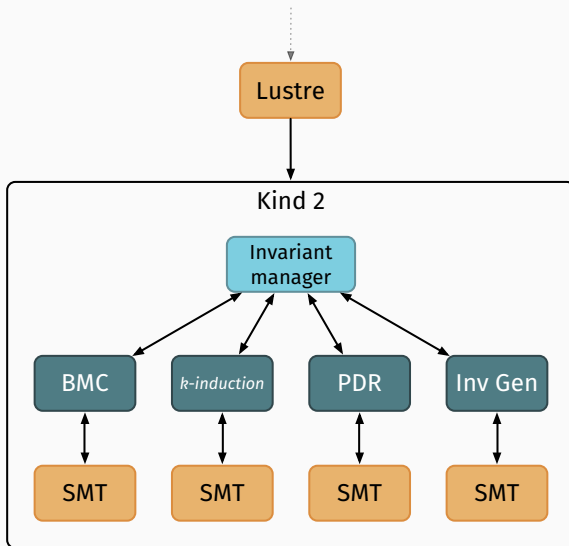 Lustre
Kind 2
Invariant
manager
BMC
k-induction
PDR
Inv Gen
SMT
SMT
SMT
SMT